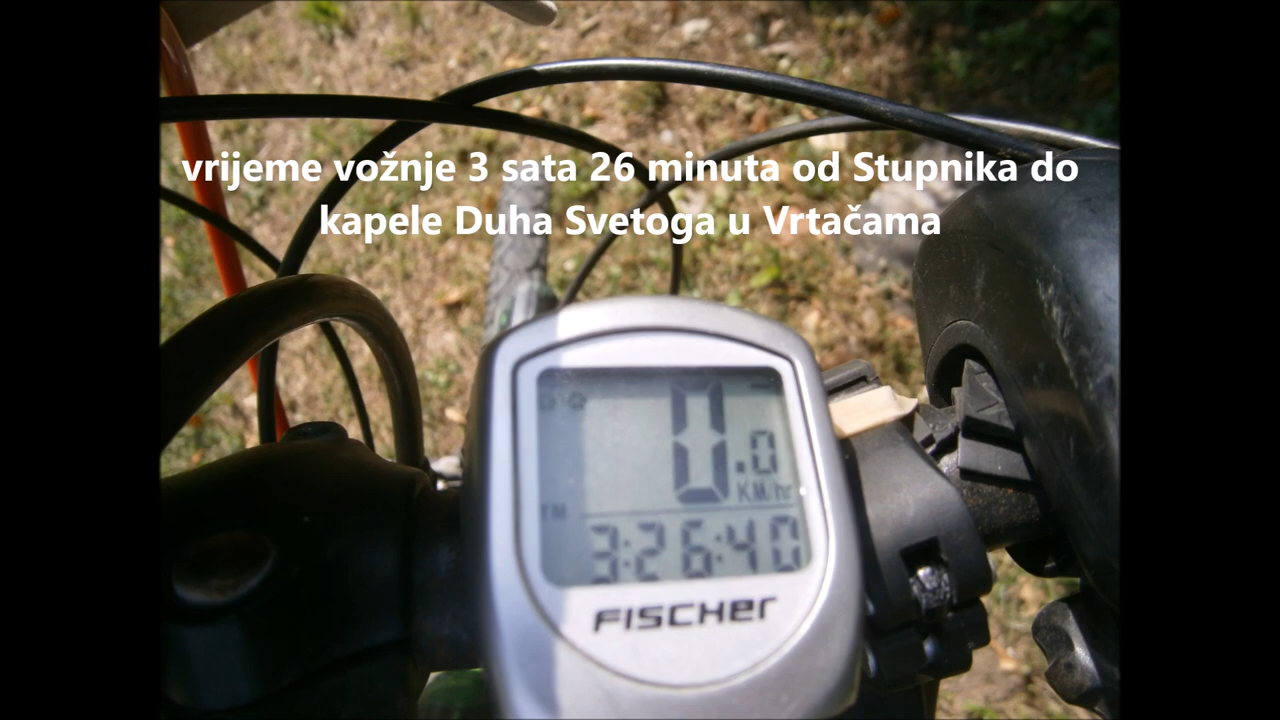 vrijeme vožnje 3 sata 26 minuta od Stupnika do
kapele Duha Svetoga u Vrtačama
0.0
KM/hr
TM
3:26:40
FISCHER